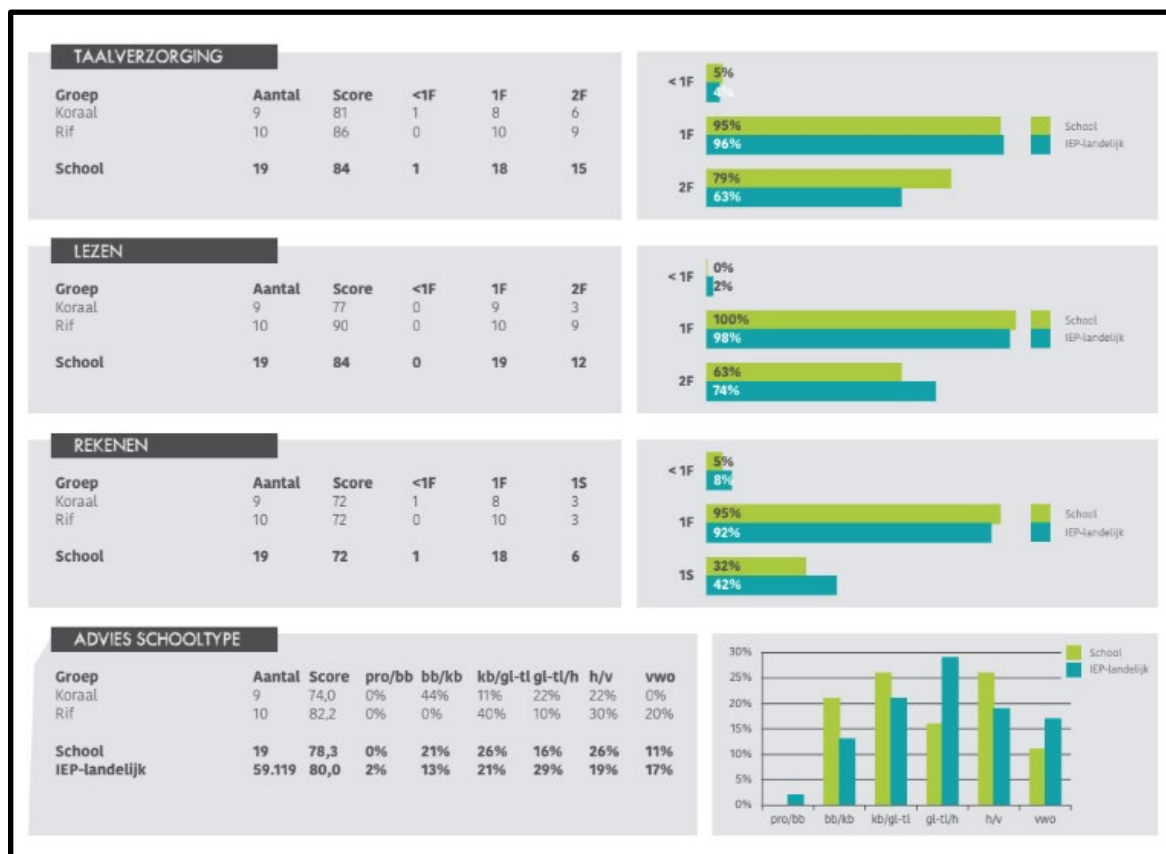 TAALVERZORGING
Groep Aantal Score <1F 1F 2F
Koraal 9 81 1 8 6
Rif 10 86 0 10 9
School 19 84 1 18 15
< 1F 5% 4%
1F 95% 96%
2F 79% 63%
School
IEP-landelijk
LEZEN
Groep Aantal Score <1F 1F 2F
Koraal 9 77 0 9 3
Rif 10 90 0 10 9
School 19 84 0 19 12
< 1F 0% 2%
1F 100% 98%
2F 63% 74%
School
IEP-landelijk
REKENEN
Groep Aantal Score <1F 1F 1S
Koraal 9 72 1 8 3
Rif 10 72 0 10 3
School 19 72 1 18 6
< 1F 5% 8%
1F 95% 92%
1S 32% 42%
School
IEP-landelijk
ADVIES SCHOOLTYPE
Groep Aantal Score pro/bb bb/kb kb/gl-tl gl-tl/h h/v vwo
Koraal 9 74,0 0% 44% 11% 22% 22% 0%
Rif 10 82,2 0% 0% 40% 10% 30% 20%
School 19 78,3 0% 21% 26% 16% 26% 11%
IEP-landelijk 59.119 80,0 2% 13% 21% 29% 19% 17%
30%
25%
20%
15%
10%
5%
0%
pro/bb bb/kb kb/gl-tl gl-tl/h h/v vwo
School
IEP-landelijk